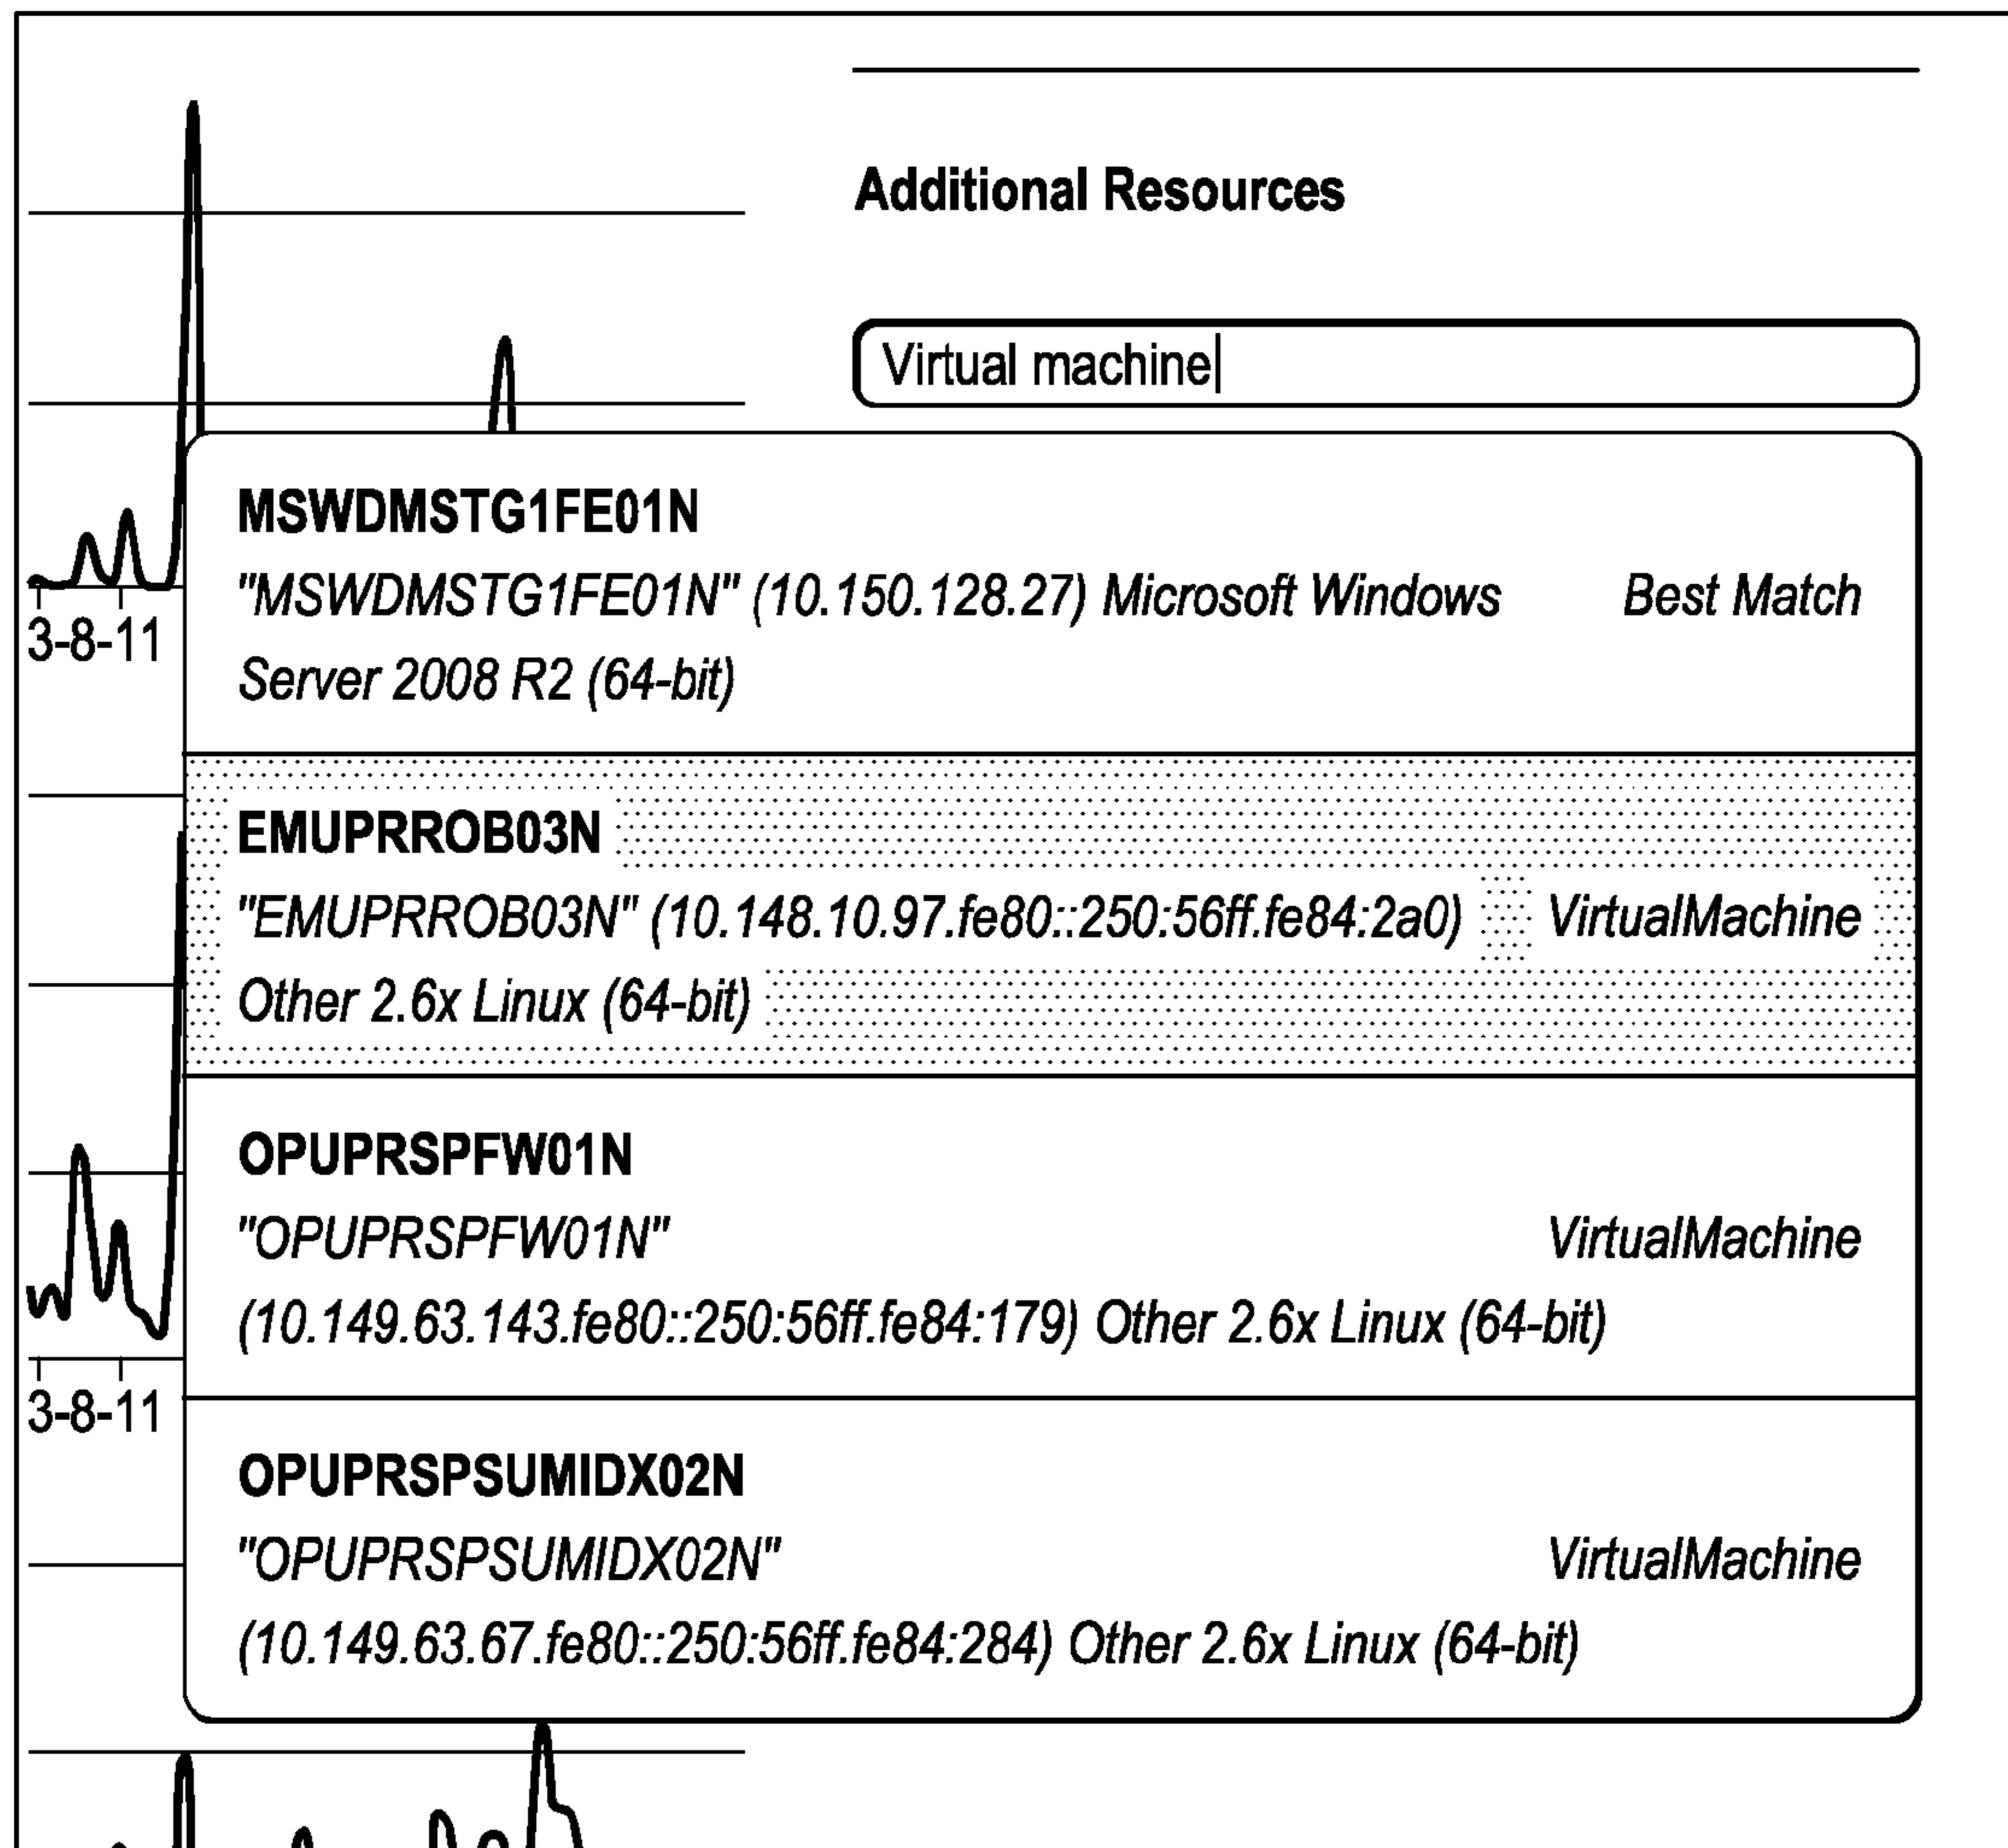 Additional Resources
Virtual machine
MSWDMSTG1FE01N
"MSWDMSTG1FE01N" (10.150.128.27) Microsoft Windows Best Match
Server 2008 R2 (64-bit)
3-8-11
EMUPRROB03N
"EMUPRROB03N" (10.148.10.97.fe80::250:56ff.fe84:2a0) VirtualMachine
Other 2.6x Linux (64-bit)
OPUPRSPFW01N
"OPUPRSPFW01N" VirtualMachine
(10.149.63.143.fe80::250:56ff.fe84:179) Other 2.6x Linux (64-bit)
3-8-11
OPUPRSPSUMIDX02N
"OPUPRSPSUMIDX02N" VirtualMachine
(10.149.63.67.fe80::250:56ff.fe84:284) Other 2.6x Linux (64-bit)